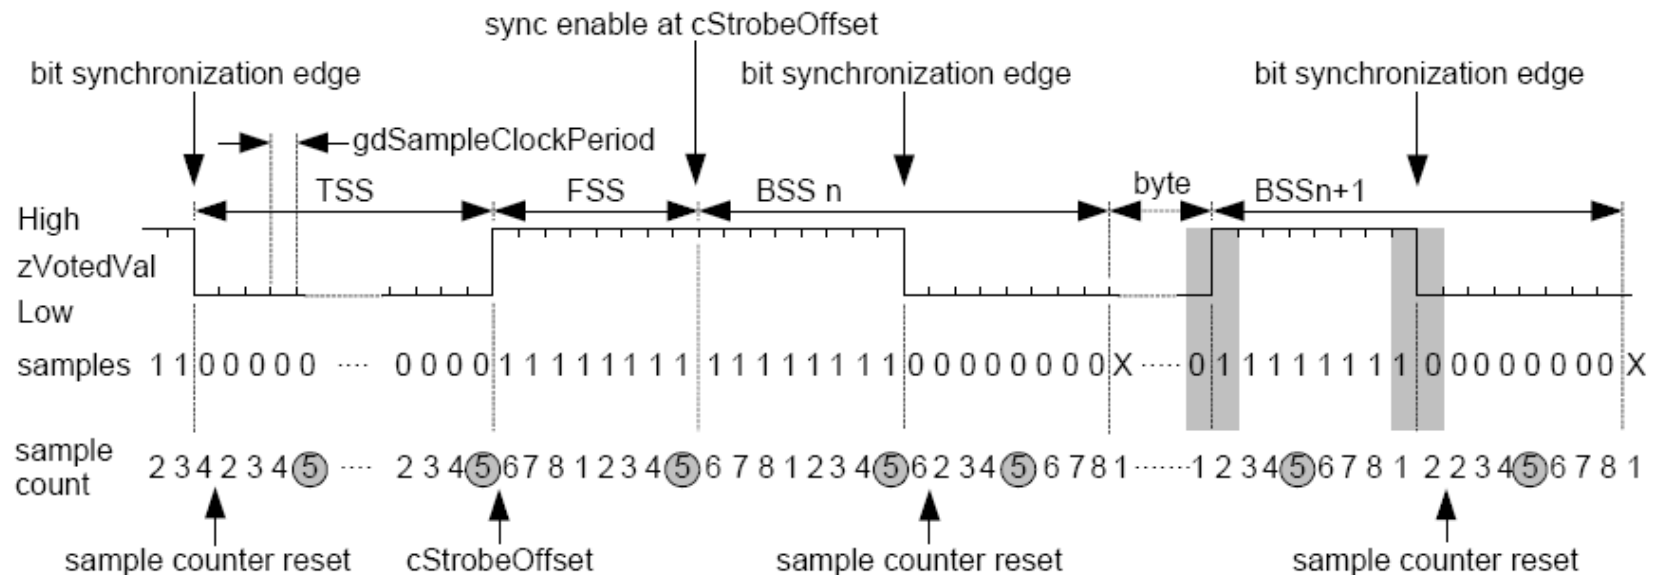 sync enable at cStrobeOffset
bit synchronization edge bit synchronization edge bit synchronization edge
gdSampleClockPeriod
TSS FSS BSS n byte BSSn+1
High
zVotedVal
Low
samples 1 1 0 0 0 0 0 0 ···· 0 0 0 0 1 1 1 1 1 1 1 1 1 1 1 1 1 1 1 1 0 0 0 0 0 0 0 0 X ····· 0 1 1 1 1 1 1 1 1 0 0 0 0 0 0 0 0 X
sample
count 2 3 4 2 3 4 5 ···· 2 3 4 5 6 7 8 1 2 3 4 5 6 7 8 1 2 3 4 5 6 2 3 4 5 6 7 8 1 ······· 1 2 3 4 5 6 7 8 1 2 2 3 4 5 6 7 8 1
sample counter reset cStrobeOffset sample counter reset sample counter reset